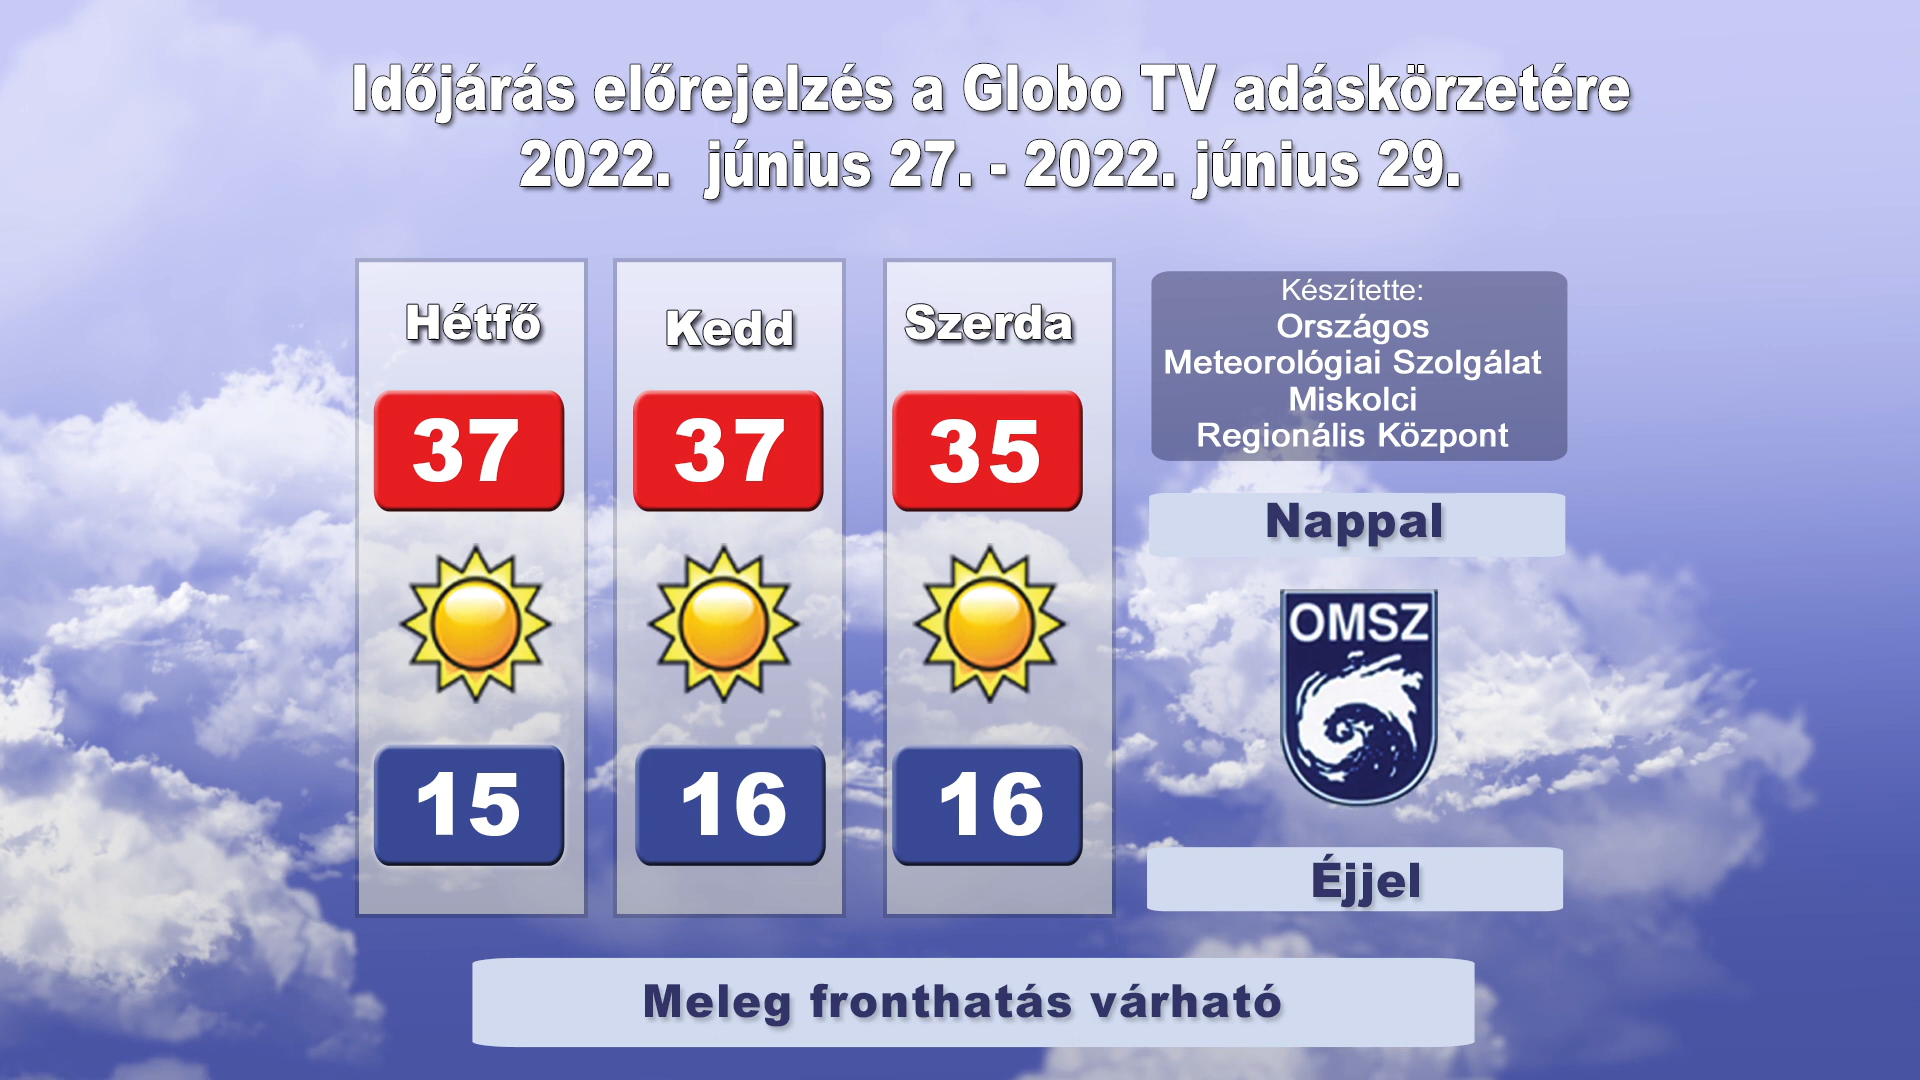 Időjárás előrejelzés a Globo TV adáskörzetére
2022. június 27. - 2022. június 29.
Hétfő
Kedd
Szerda
37
37
35
15
16
16
Készítette:
Országos
Meteorológiai Szolgálat
Miskolci
Regionális Központ
Nappal
OMSZ
Éjjel
Meleg fronthatás várható